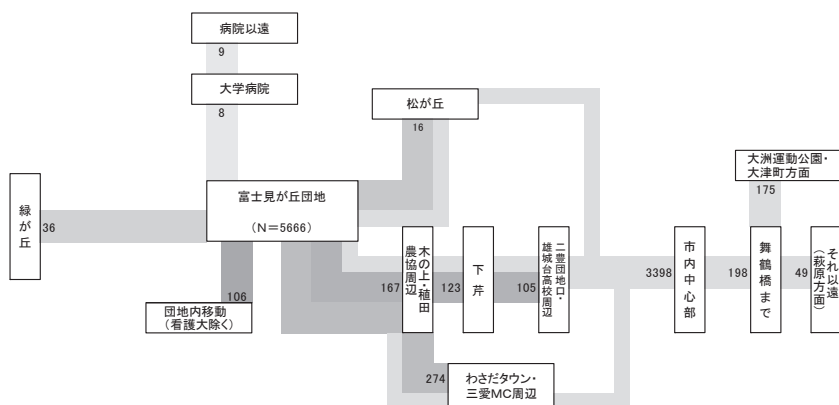 病院以遠
9
大学病院
8
松が丘
16
大洲運動公園・
大津町方面
175
緑が丘
36
富士見が丘団地
（N＝5666）
木の上・稙田
農協周辺
167
下芹
123
二豊団地口・
雄城台高校周辺
105
市内中心部
3398
舞鶴橋まで
198
それ以遠
（萩原方面）
49
106
団地内移動
（看護大除く）
274
わさだタウン・
三愛MC周辺